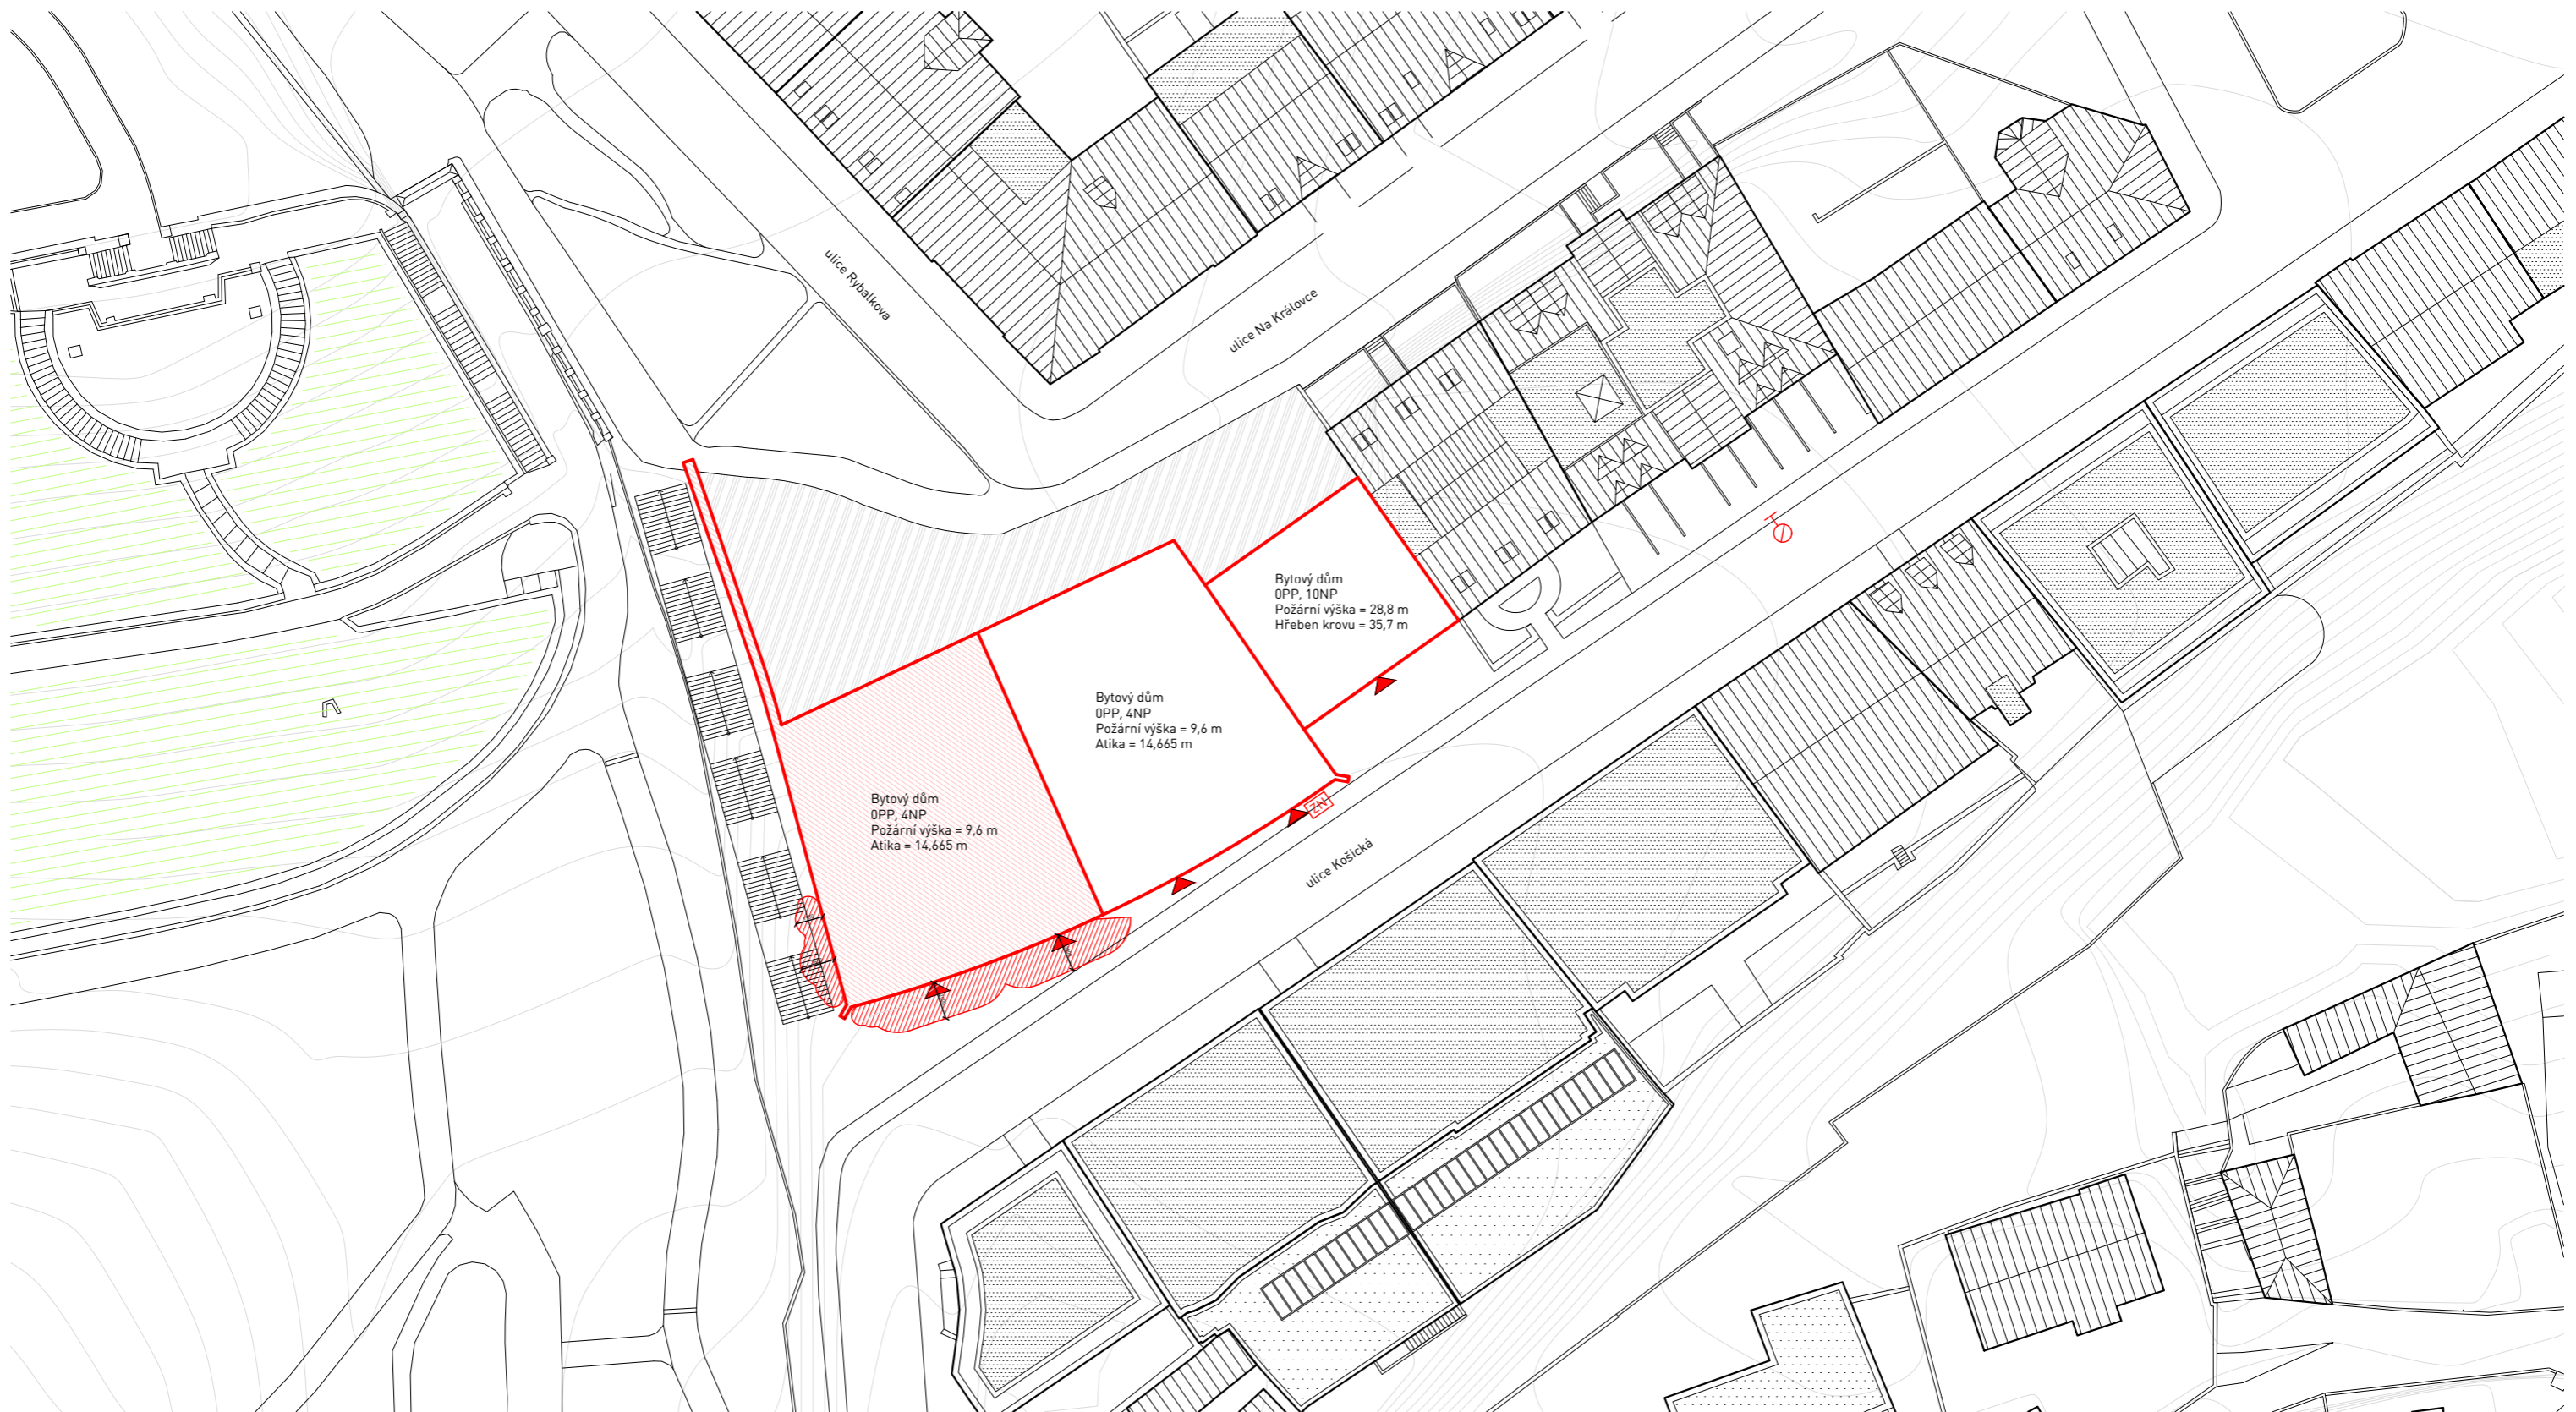 ulice Rybalkova
ulice Na Královce
Bytový dům
0PP, 10NP
Požární výška = 28,8 m
Hřeben krovu = 35,7 m
Bytový dům
0PP, 4NP
Požární výška = 9,6 m
Atika = 14,665 m
Bytový dům
0PP, 4NP
Požární výška = 9,6 m
Atika = 14,665 m
ZN
ulice Košická